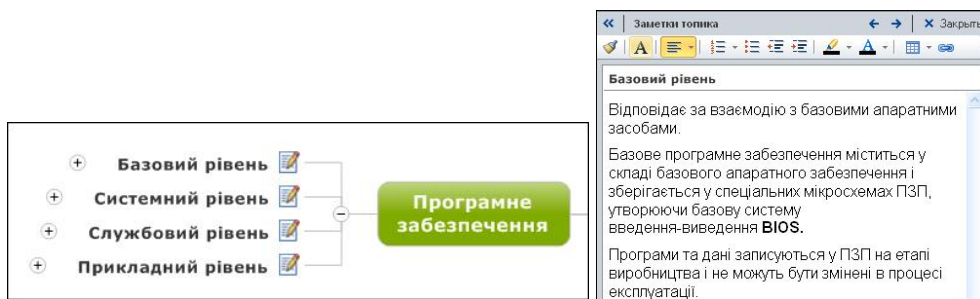 Базовий рівень
Системний рівень
Службовий рівень
Прикладний рівень
Програмне
забезпечення
Заметки топика
Закрыть
Базовий рівень
Відповідає за взаємодію з базовими апаратними
засобами.
Базове програмне забезпечення міститься у
складі базового апаратного забезпечення і
зберігається у спеціальних мікросхемах ПЗП,
утворюючи базову систему
введення-виведення BIOS.
Програми та дані записуються у ПЗП на етапі
виробництва і не можуть бути змінені в процесі
експлуатації.